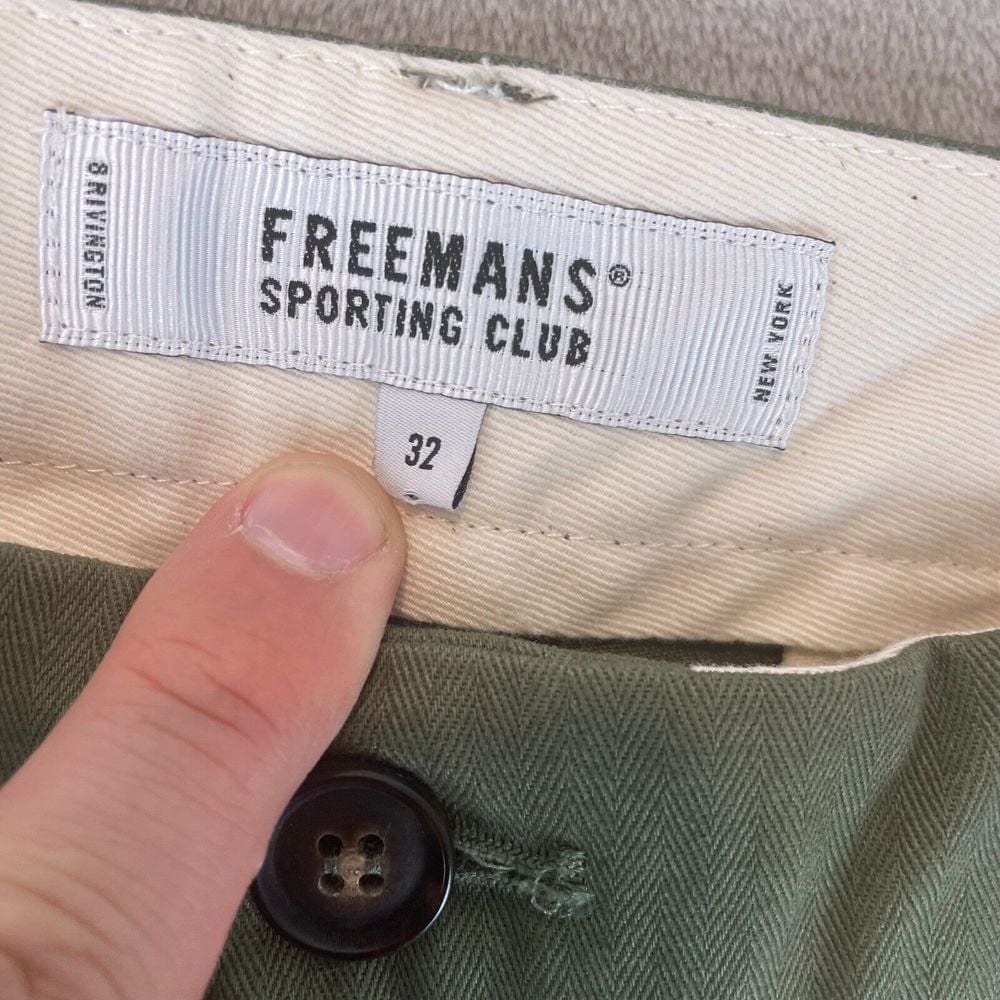 8 RIVINGTON
FREEMANS®
SPORTING CLUB
NEW YORK
32